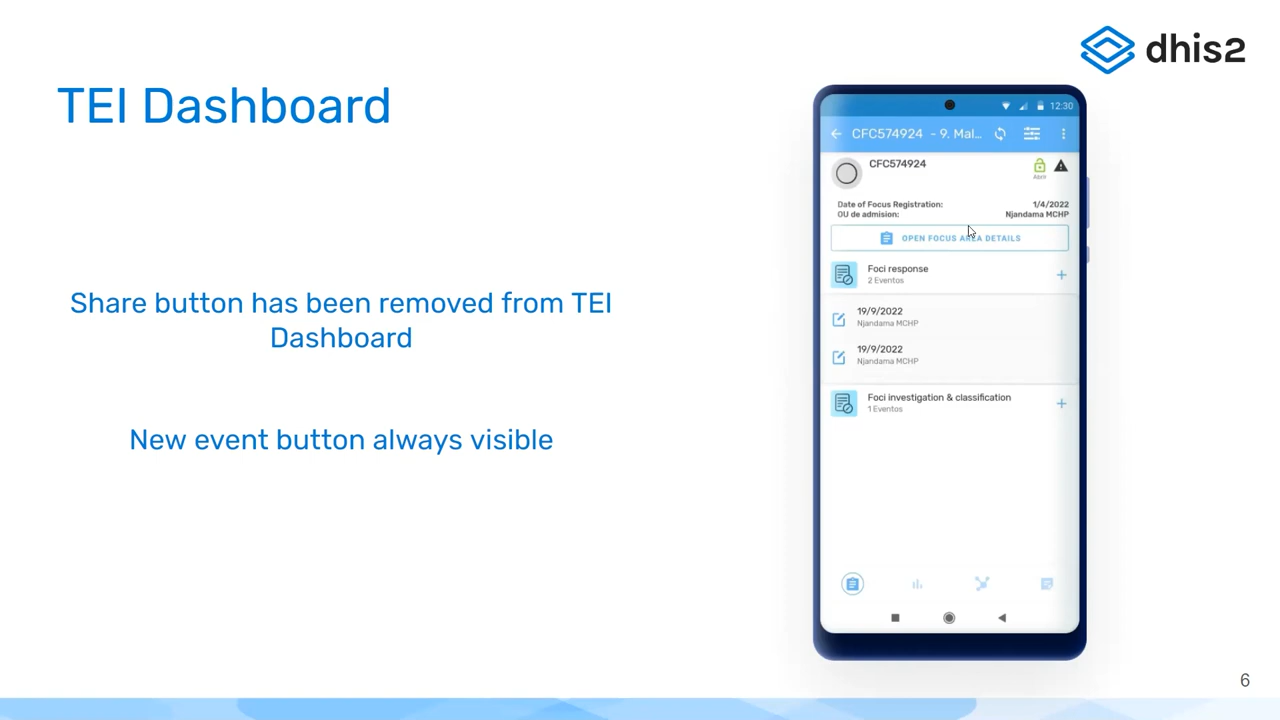 dhis2
TEI Dashboard
Share button has been removed from TEI
Dashboard
New event button always visible
12:30
CFC574924 - 9. Mal...
CFC574924
Abrir
Date of Focus Registration: 1/4/2022
OU de admision: Njandama MCHP
OPEN FOCUS AREA DETAILS
Foci response
2 Eventos
19/9/2022
Njandama MCHP
19/9/2022
Njandama MCHP
Foci investigation & classification
1 Eventos
6